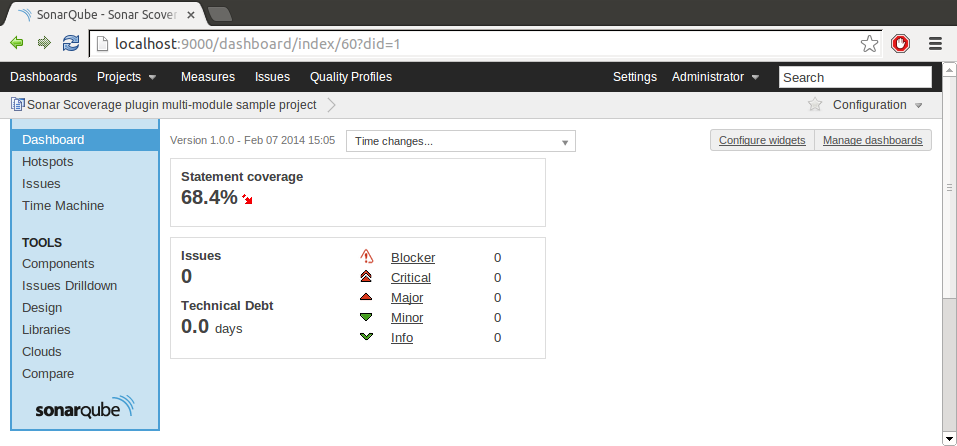 SonarQube - Sonar Scover
localhost:9000/dashboard/index/60?did=1
Dashboards Projects Measures Issues Quality Profiles Settings Administrator Search
Sonar Scoverage plugin multi-module sample project Configuration
Dashboard
Hotspots
Issues
Time Machine
TOOLS
Components
Issues Drilldown
Design
Libraries
Clouds
Compare
sonarqube
Version 1.0.0 - Feb 07 2014 15:05 Time changes... Configure widgets Manage dashboards
Statement coverage
68.4%
Issues
0
Technical Debt
0.0 days
Blocker 0
Critical 0
Major 0
Minor 0
Info 0